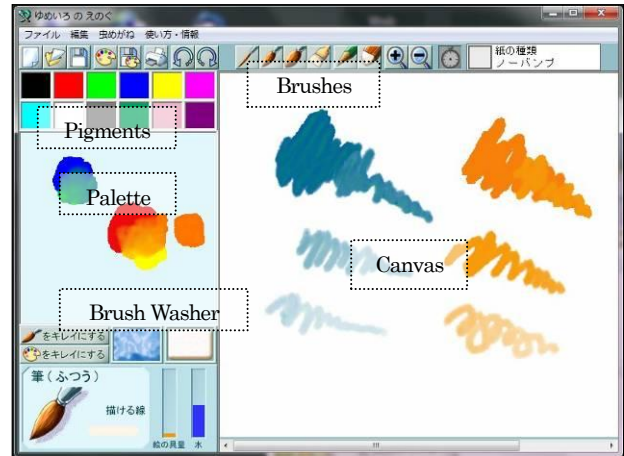 ゆめいろ の えのぐ
ファイル 編集 虫めがね 使い方・情報
紙の種類
ノーバンプ
Brushes
Pigments
Palette
Canvas
Brush Washer
をキレイにする
をキレイにする
筆(ふつう)
描ける線
絵の具量 水